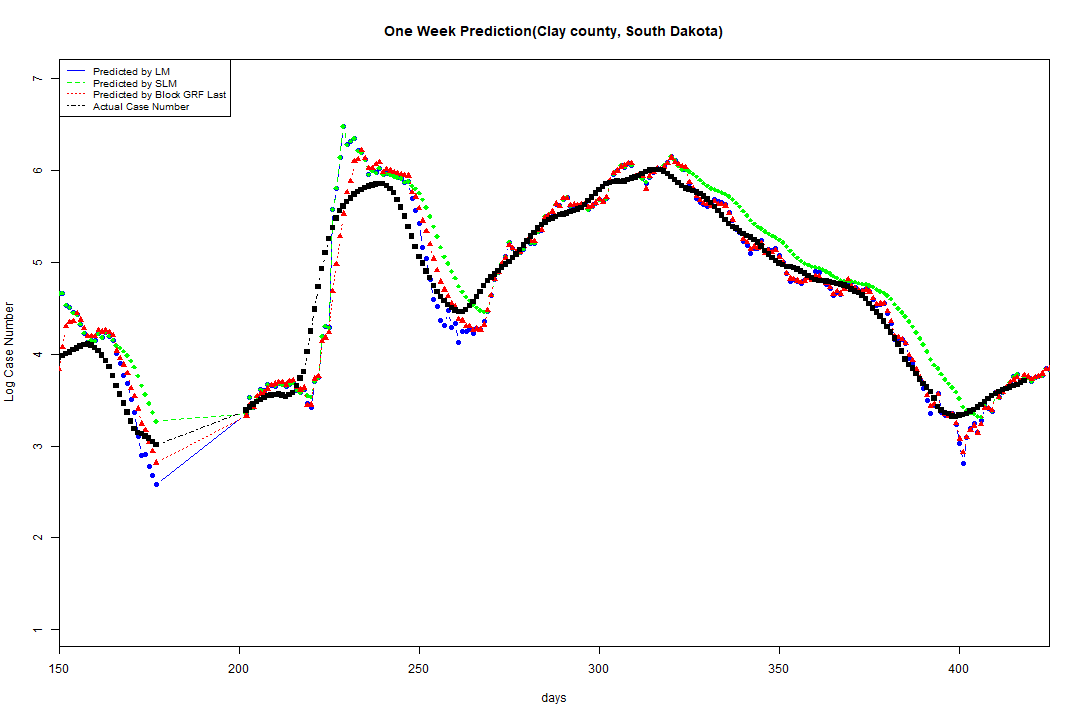 One Week Prediction(Clay county, South Dakota)
Predicted by LM
Predicted by SLM
Predicted by Block GRF Last
Actual Case Number
7
6
5
4
3
2
1
Log Case Number
150 200 250 300 350 400
days